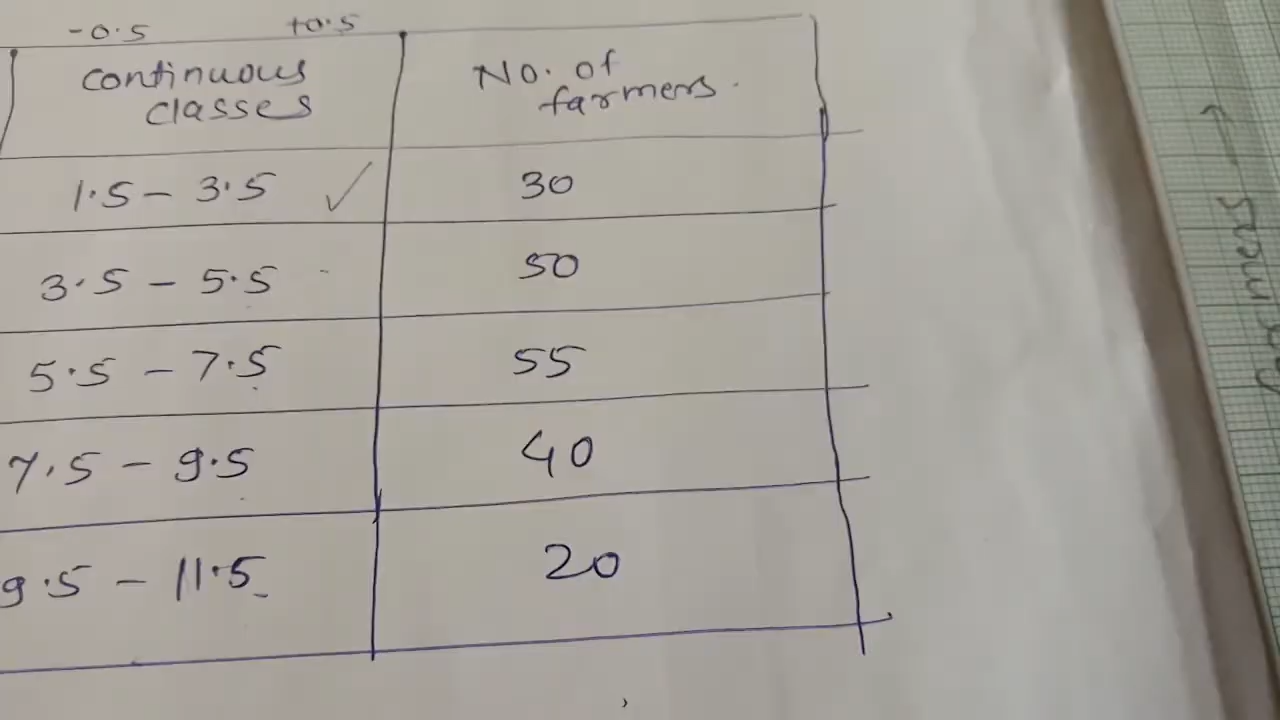 -0.5 +0.5
continuous classes No. of farmers.
1.5 - 3.5 ✓ 30
3.5 - 5.5 50
5.5 - 7.5 55
7.5 - 9.5 40
9.5 - 11.5 20
farmers →